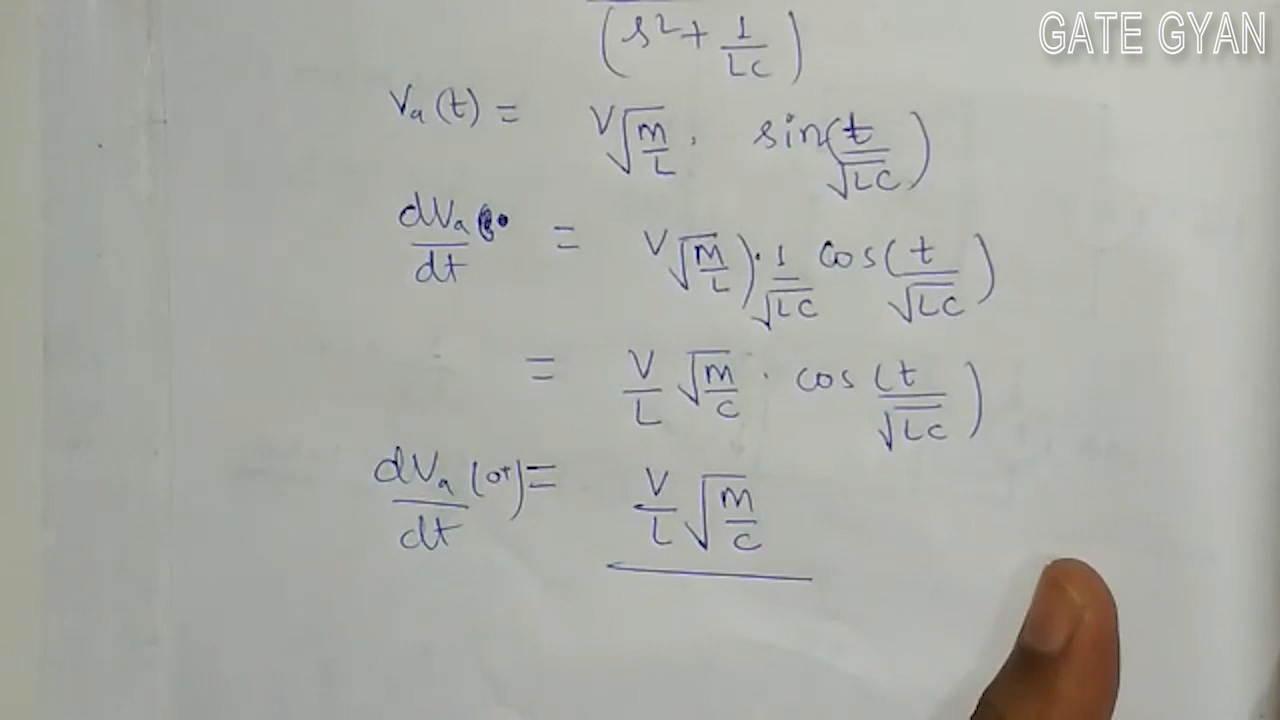 GATE GYAN
(s² + 1/LC)
Va(t) = V√(m/L) · sin(t/√LC)
dVa/dt = V√(m/L)) · 1/√LC cos(t/√LC)
= V/L √(m/C) · cos(t/√LC)
dVa/dt (0+) = V/L √(m/C)